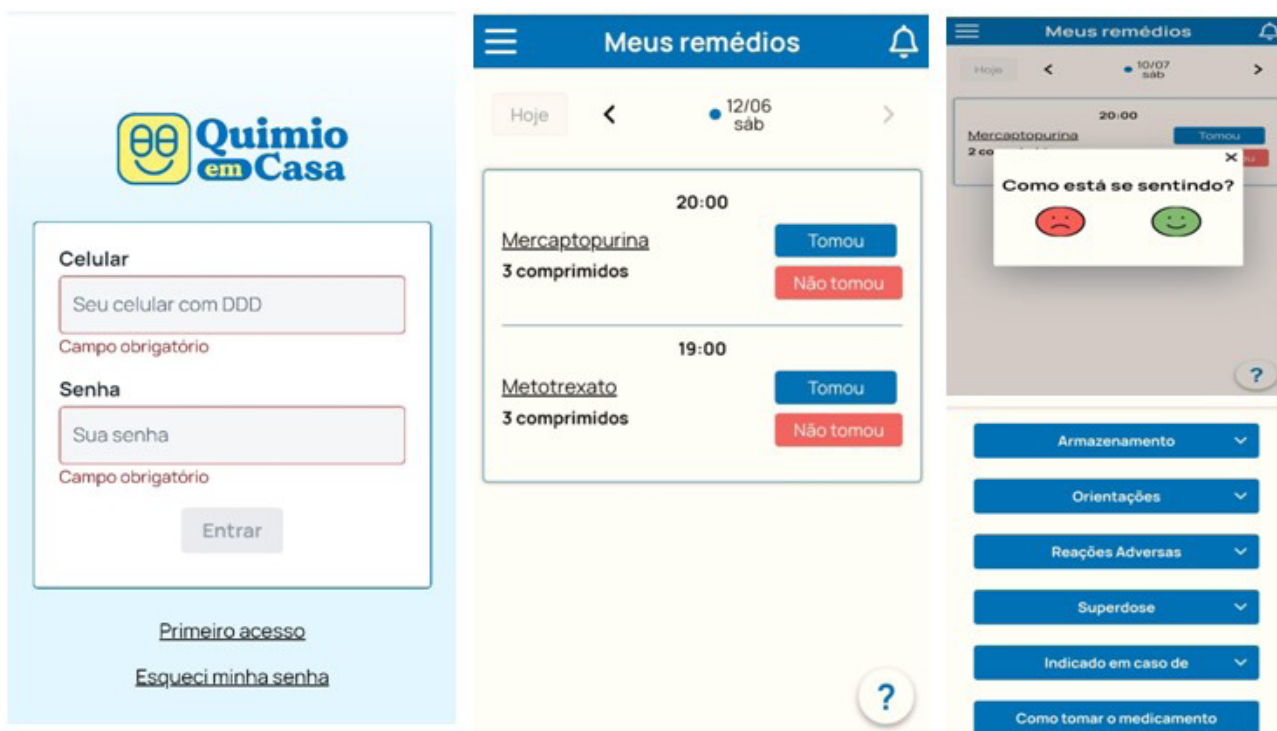 Quimio
em Casa
Celular
Seu celular com DDD
Campo obrigatório
Senha
Sua senha
Campo obrigatório
Entrar
Primeiro acesso
Esqueci minha senha
Meus remédios
Hoje
12/06
sáb
20:00
Mercaptopurina
Tomou
3 comprimidos
Não tomou
19:00
Metotrexato
Tomou
3 comprimidos
Não tomou
?
Meus remédios
Hoje
10/07
sáb
20:00
Mercaptopurina
Tomou
2 co
Como está se sentindo?
?
Armazenamento
Orientações
Reações Adversas
Superdose
Indicado em caso de
Como tomar o medicamento